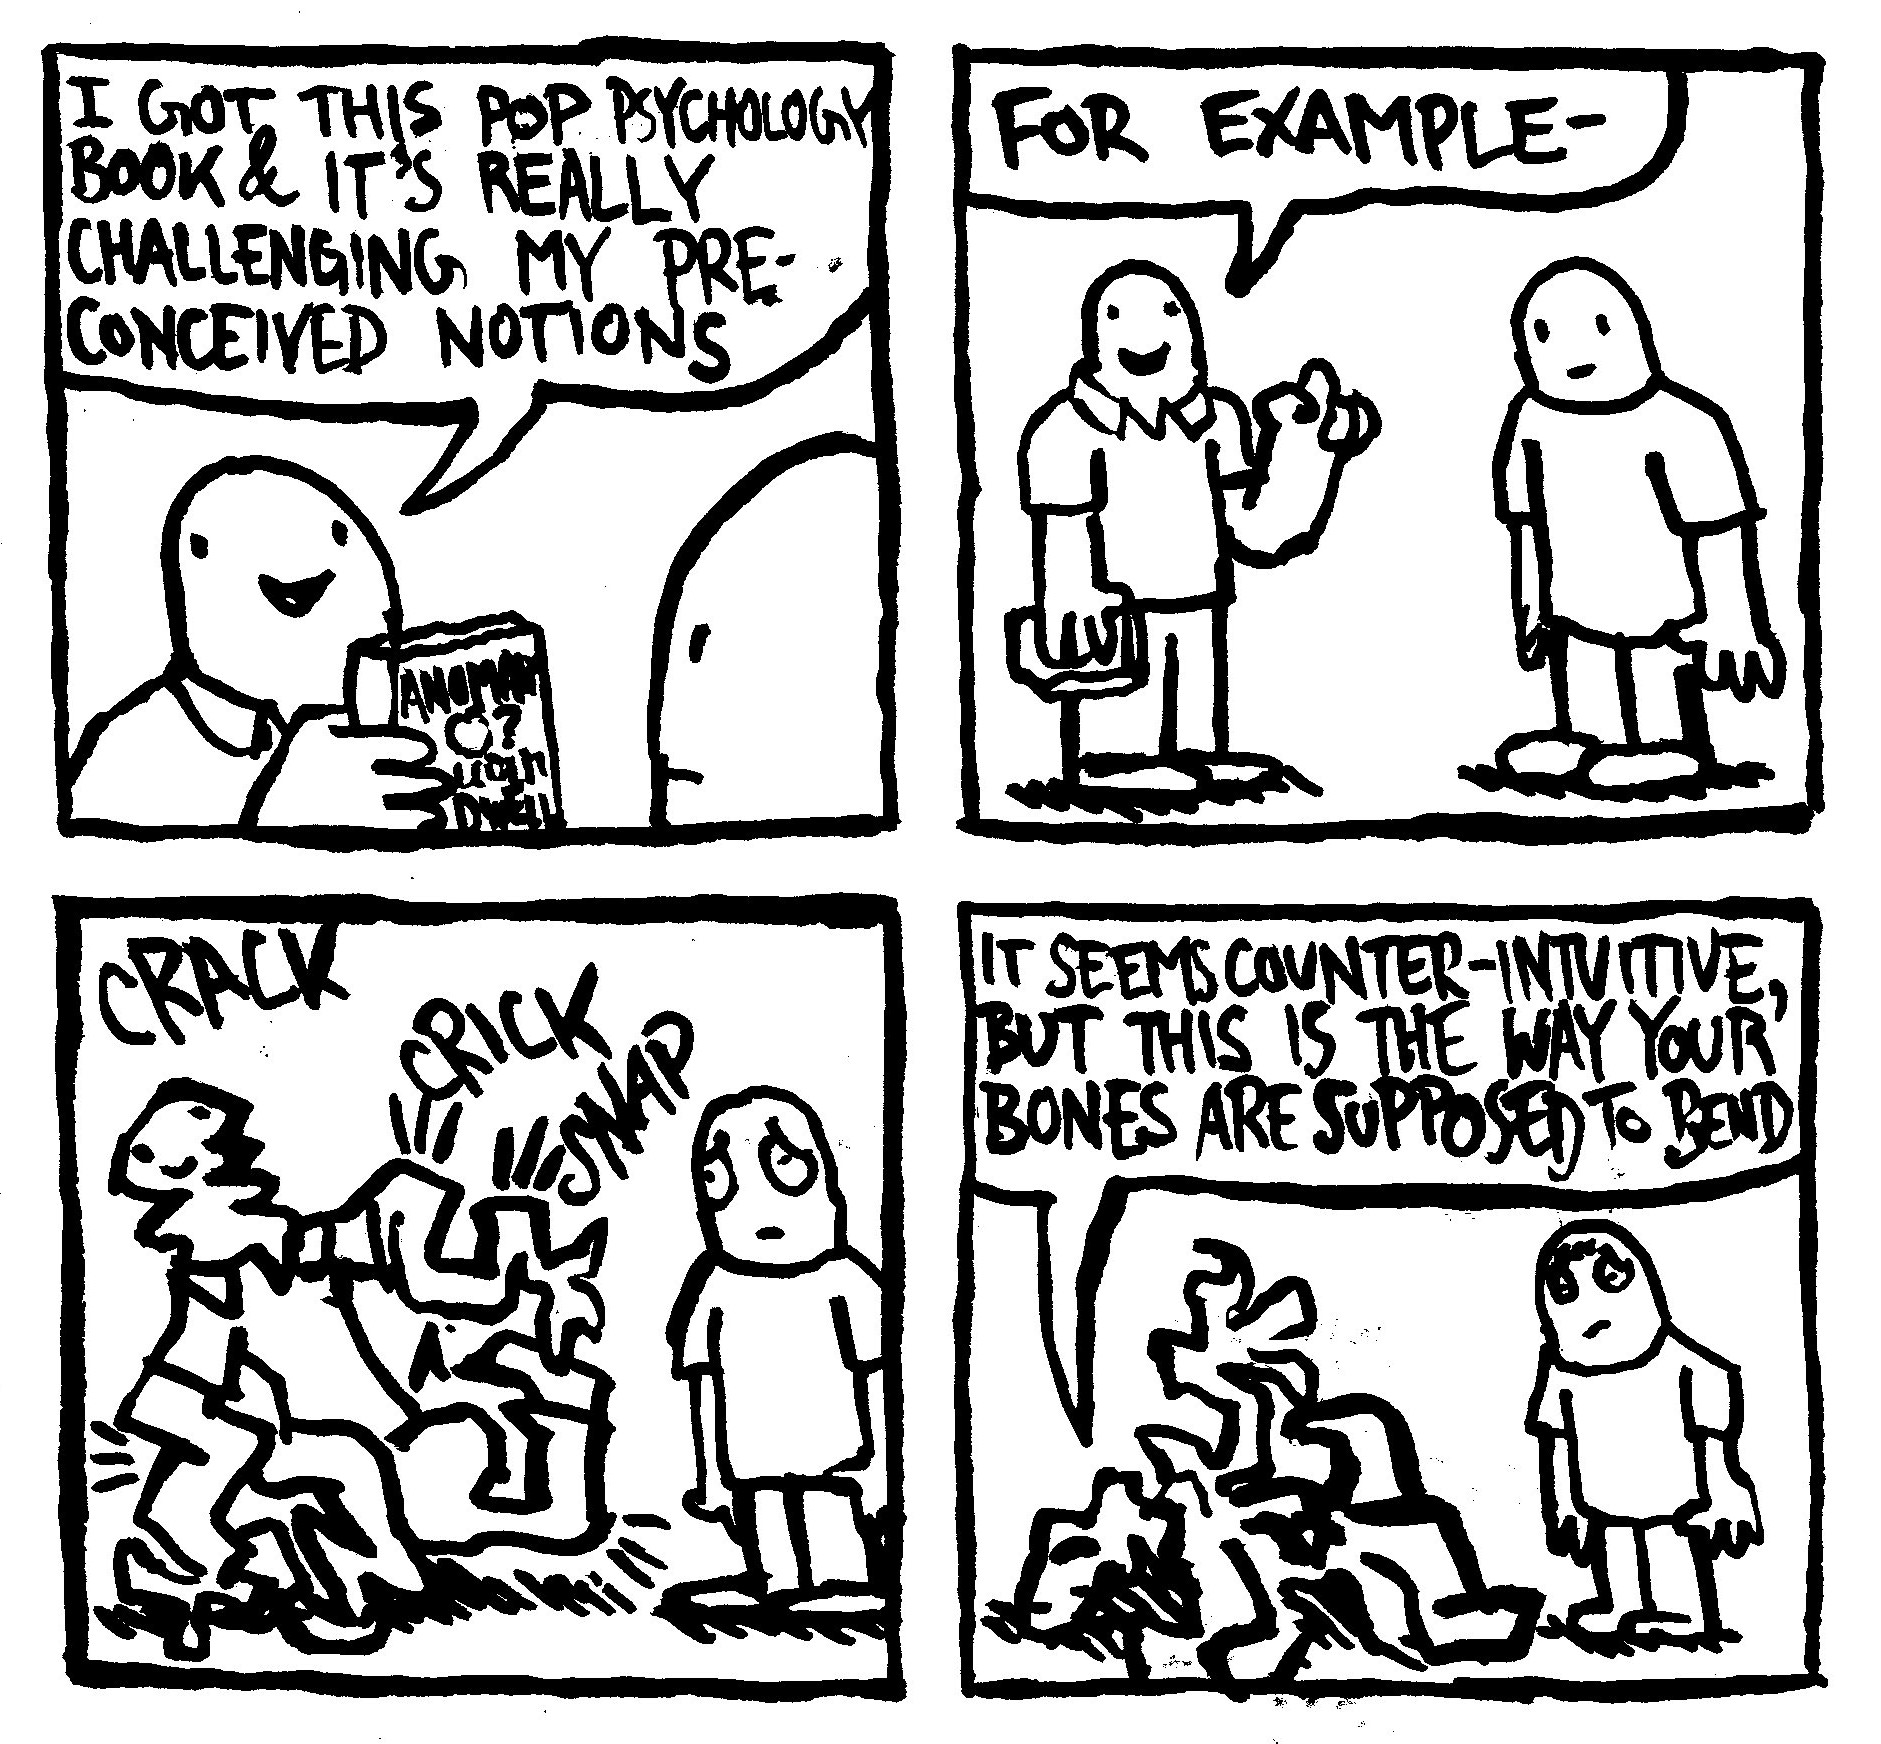 I GOT THIS POP PSYCHOLOGY
BOOK & IT'S REALLY
CHALLENGING MY PRE-
CONCEIVED NOTIONS
?
DWELL
FOR EXAMPLE-
CRACK
CRICK
SNAP
IT SEEMS COUNTER-INTUITIVE,
BUT THIS IS THE WAY YOUR
BONES ARE SUPPOSED TO BEND